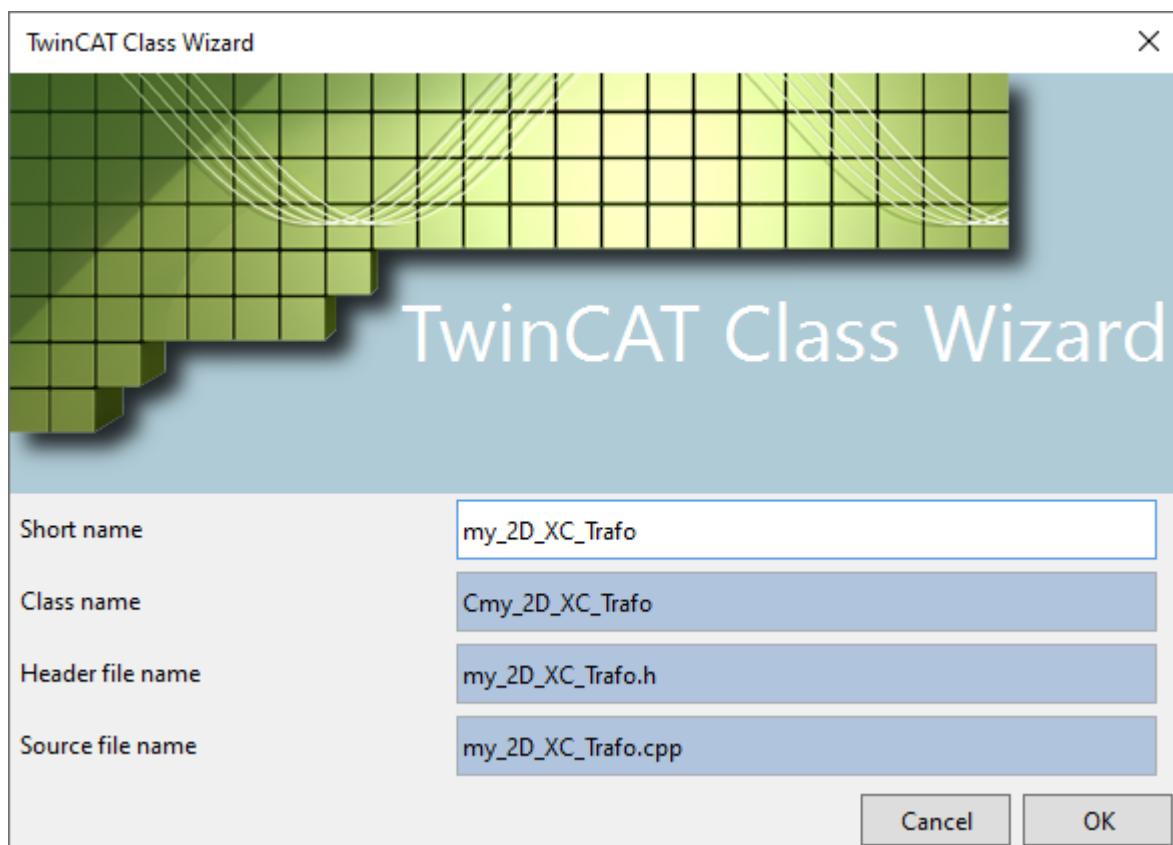 TwinCAT Class Wizard
TwinCAT Class Wizard
Short name my_2D_XC_Trafo
Class name Cmy_2D_XC_Trafo
Header file name my_2D_XC_Trafo.h
Source file name my_2D_XC_Trafo.cpp
Cancel OK